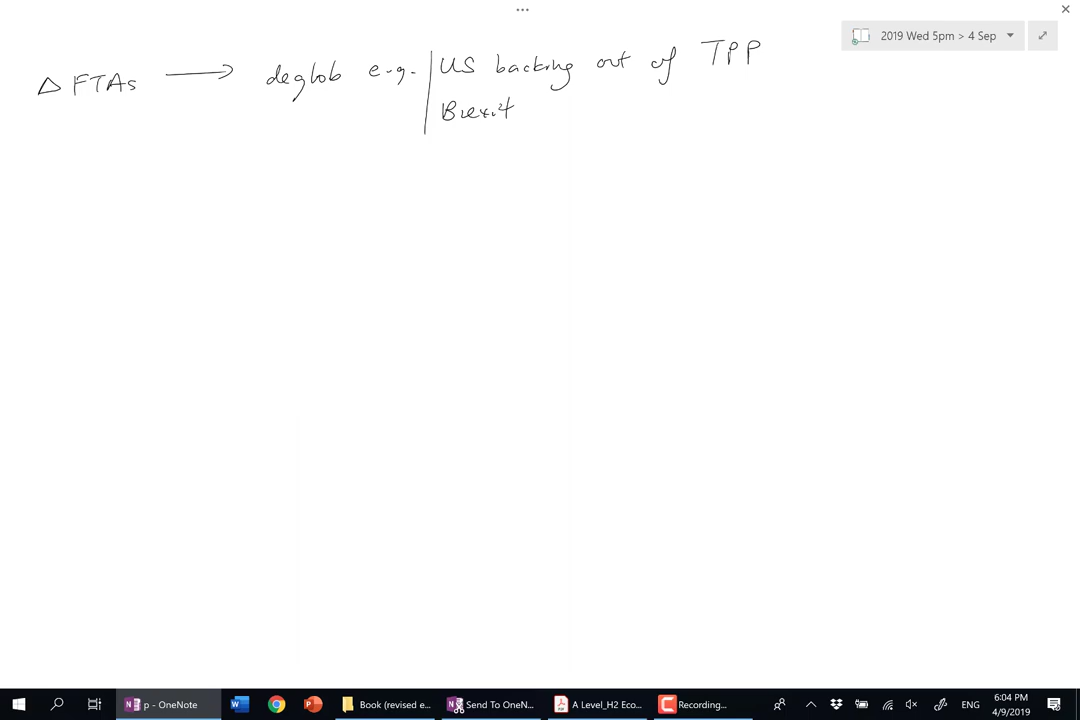 ...
2019 Wed 5pm > 4 Sep
△ FTAs → deglob e.g. | US backing out of TPP
Brexit
p - OneNote
Book (revised e...
Send To OneN...
A Level_H2 Eco...
Recording...
ENG
6:04 PM
4/9/2019